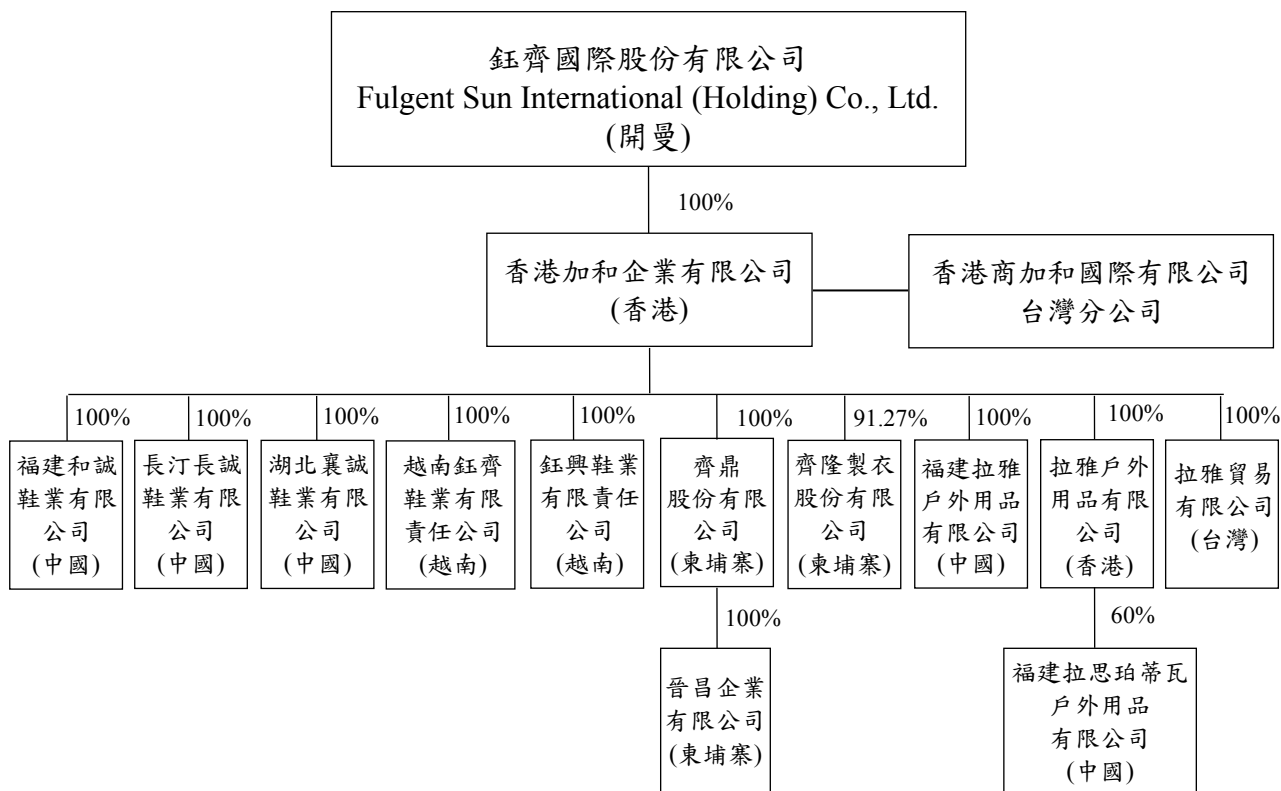 鈺齊國際股份有限公司
Fulgent Sun International (Holding) Co., Ltd.
(開曼)
100%
香港加和企業有限公司
(香港)
香港商加和國際有限公司
台灣分公司
100%
福建和誠
鞋業有限
公司
(中國)
100%
長汀長誠
鞋業有限
公司
(中國)
100%
湖北襄誠
鞋業有限
公司
(中國)
100%
越南鈺齊
鞋業有限
責任公司
(越南)
100%
鈺興鞋業
有限責任
公司
(越南)
100%
齊鼎
股份有限
公司
(柬埔寨)
91.27%
齊隆製衣
股份有限
公司
(柬埔寨)
100%
福建拉雅
戶外用品
有限公司
(中國)
100%
拉雅戶外
用品有限
公司
(香港)
100%
拉雅貿易
有限公司
(台灣)
100%
晉昌企業
有限公司
(柬埔寨)
60%
福建拉思珀蒂瓦
戶外用品
有限公司
(中國)